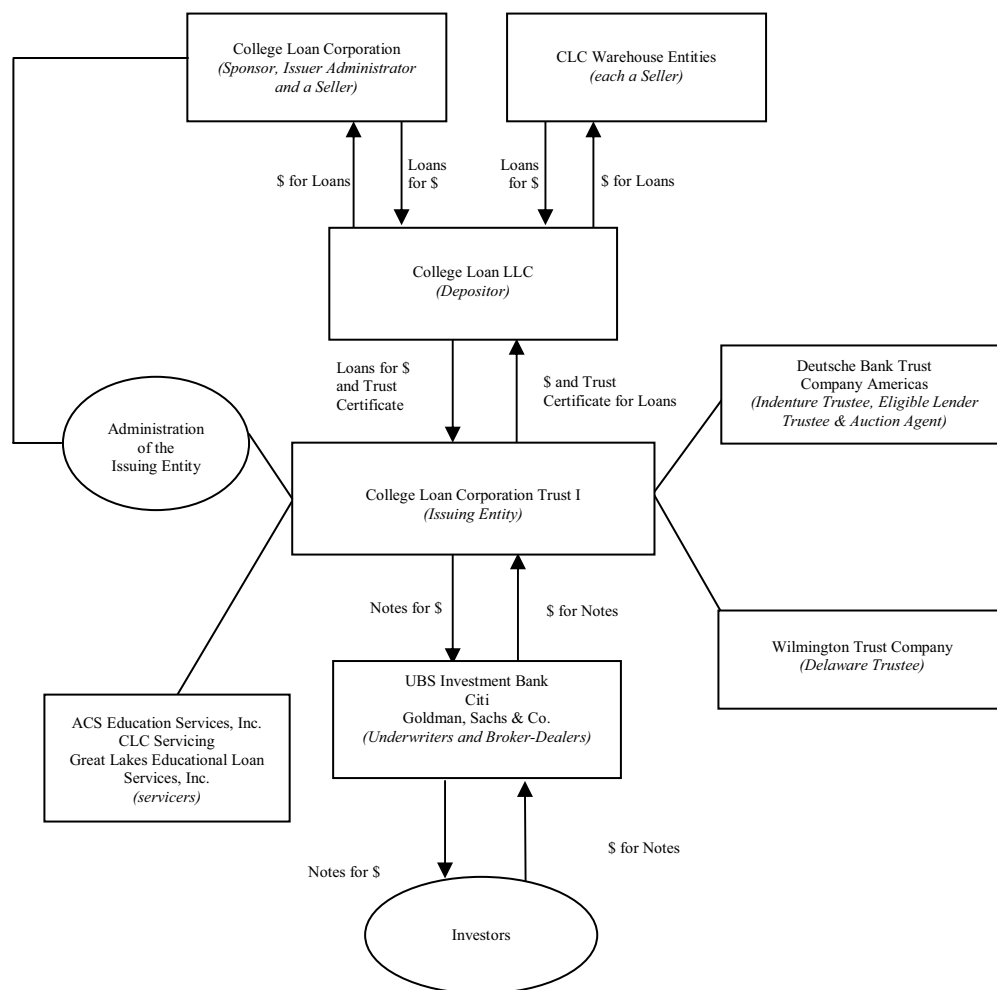 College Loan Corporation
(Sponsor, Issuer Administrator
and a Seller)
CLC Warehouse Entities
(each a Seller)
$ for Loans
Loans
for $
Loans
for $
$ for Loans
College Loan LLC
(Depositor)
Loans for $
and Trust
Certificate
$ and Trust
Certificate for Loans
Deutsche Bank Trust
Company Americas
(Indenture Trustee, Eligible Lender
Trustee & Auction Agent)
Administration
of the
Issuing Entity
College Loan Corporation Trust I
(Issuing Entity)
Notes for $
$ for Notes
Wilmington Trust Company
(Delaware Trustee)
UBS Investment Bank
Citi
Goldman, Sachs & Co.
(Underwriters and Broker-Dealers)
ACS Education Services, Inc.
CLC Servicing
Great Lakes Educational Loan
Services, Inc.
(servicers)
Notes for $
$ for Notes
Investors